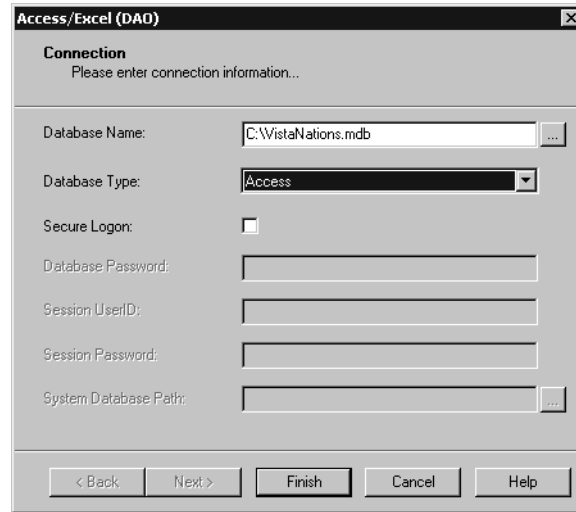 Access/Excel (DAO)
Connection
Please enter connection information...
Database Name: C:\VistaNations.mdb ...
Database Type: Access
Secure Logon:
Database Password:
Session UserID:
Session Password:
System Database Path: ...
< Back Next > Finish Cancel Help